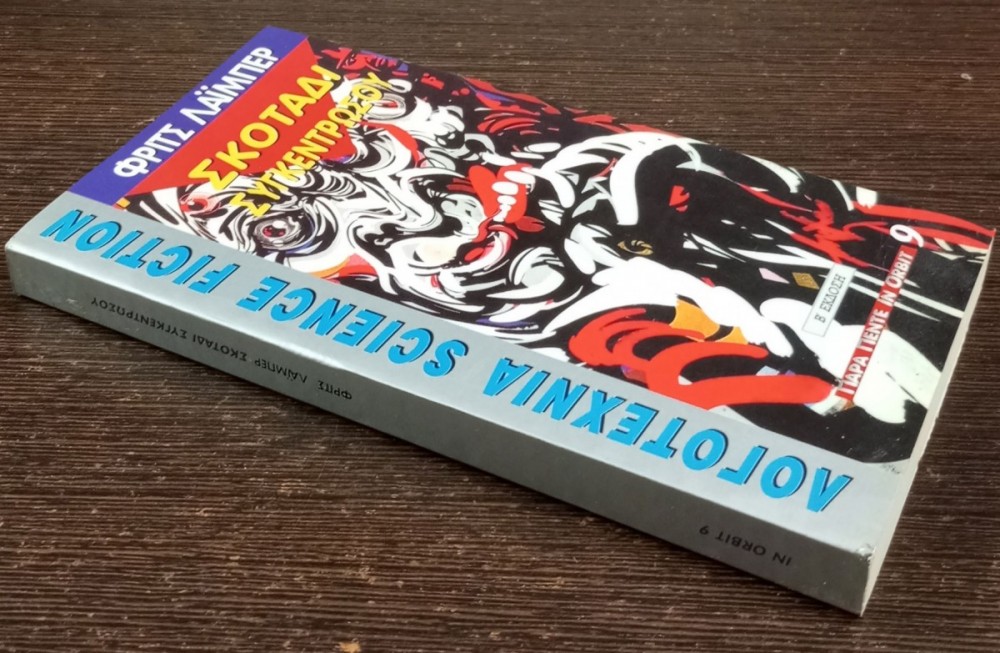 ΦΡΙΤΣ ΛΑΪΜΠΕΡ
ΣΚΟΤΑΔΙ
ΣΥΓΚΕΝΤΡΩΣΟΥ
ΛΟΓΟΤΕΧΝΙΑ SCIENCE FICTION
Β ΕΚΔΟΣΗ
ΠΑΡΑ ΠΕΝΤΕ IN ORBIT 9
ΦΡΙΤΣ ΛΑΪΜΠΕΡ ΣΚΟΤΑΔΙ ΣΥΓΚΕΝΤΡΩΣΟΥ
IN ORBIT 9